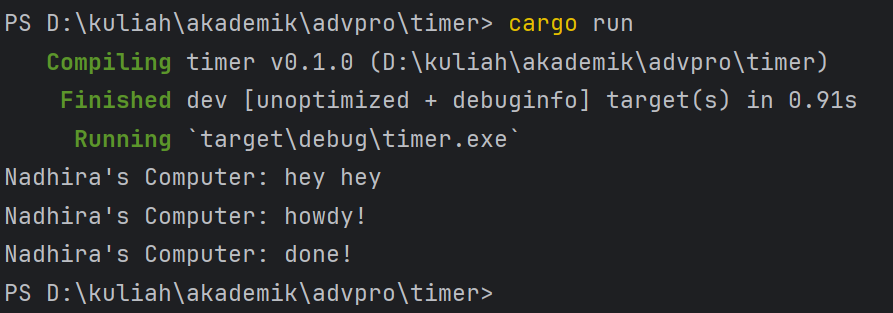 PS D:\kuliah\akademik\advpro\timer> cargo run
   Compiling timer v0.1.0 (D:\kuliah\akademik\advpro\timer)
    Finished dev [unoptimized + debuginfo] target(s) in 0.91s
     Running `target\debug\timer.exe`
Nadhira's Computer: hey hey
Nadhira's Computer: howdy!
Nadhira's Computer: done!
PS D:\kuliah\akademik\advpro\timer>